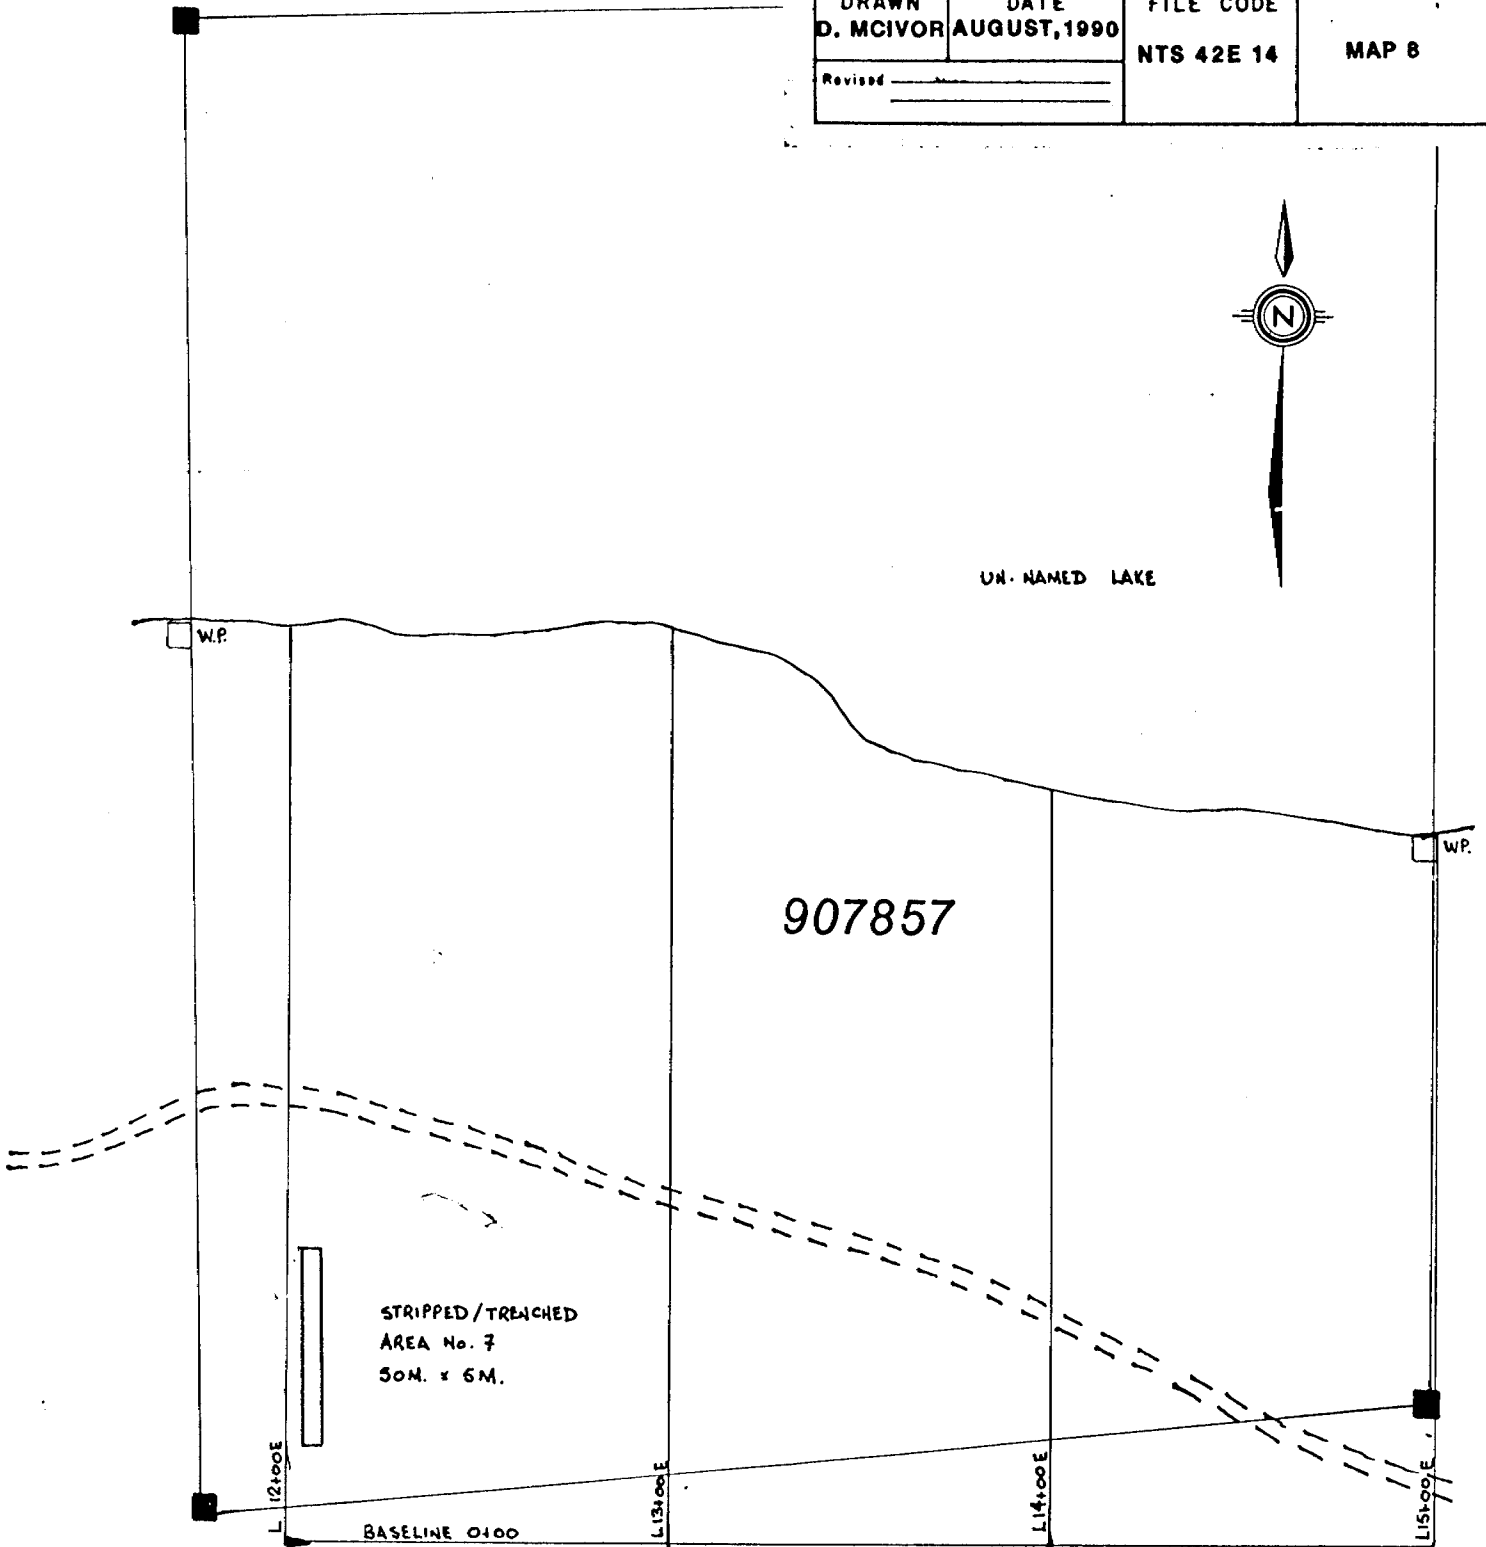 DRAWN DATE FILE CODE
D. MCIVOR AUGUST, 1990
NTS 42E 14 MAP 8
Revised
N
UN-NAMED LAKE
W.P.
W.P.
907857
STRIPPED/TRENCHED
AREA No. 7
50M. x 5M.
L 12+00E
L13+00E
L14+00E
L15+00E
BASELINE 0+00